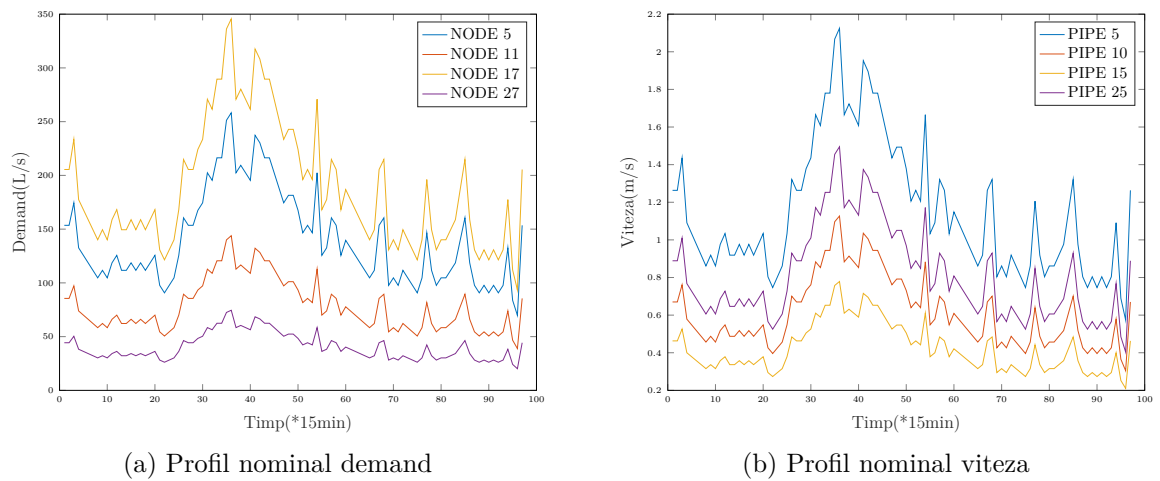 350
300
250
200
150
100
50
0
Demand(L/s)
0 10 20 30 40 50 60 70 80 90 100
Timp(*15min)
NODE 5
NODE 11
NODE 17
NODE 27
(a) Profil nominal demand
2.2
2
1.8
1.6
1.4
1.2
1
0.8
0.6
0.4
0.2
Viteza(m/s)
0 10 20 30 40 50 60 70 80 90 100
Timp(*15min)
PIPE 5
PIPE 10
PIPE 15
PIPE 25
(b) Profil nominal viteza